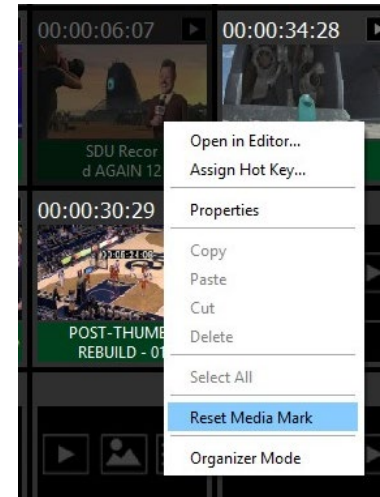 00:00:06:07
00:00:34:28
SDU Recor
d AGAIN 12
00:00:30:29
POST-THUME
REBUILD - 01
Open in Editor...
Assign Hot Key...
Properties
Copy
Paste
Cut
Delete
Select All
Reset Media Mark
Organizer Mode